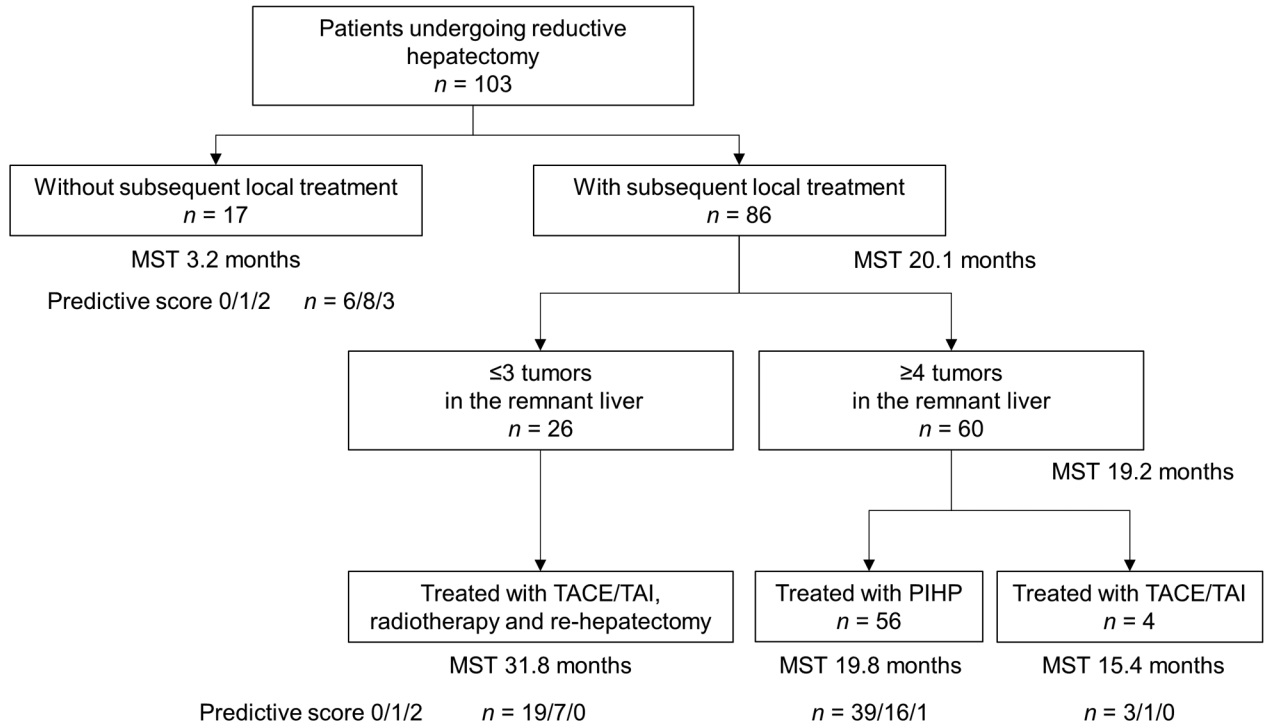 Patients undergoing reductive
hepatectomy
n = 103
Without subsequent local treatment
n = 17
With subsequent local treatment
n = 86
MST 3.2 months
MST 20.1 months
Predictive score 0/1/2 n = 6/8/3
≤3 tumors
in the remnant liver
n = 26
≥4 tumors
in the remnant liver
n = 60
MST 19.2 months
Treated with TACE/TAI,
radiotherapy and re-hepatectomy
Treated with PIHP
n = 56
Treated with TACE/TAI
n = 4
MST 31.8 months
MST 19.8 months
MST 15.4 months
Predictive score 0/1/2 n = 19/7/0 n = 39/16/1 n = 3/1/0